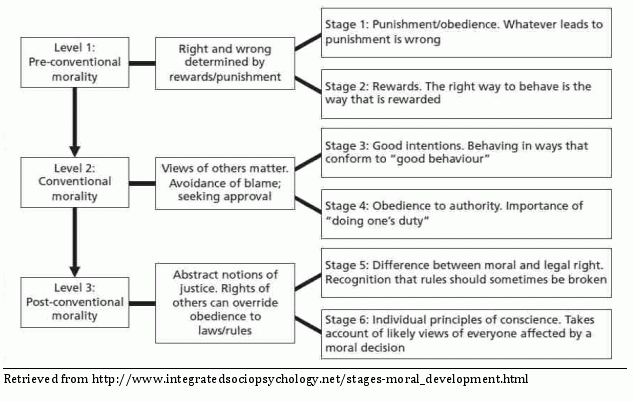 Level 1:
Pre-conventional
morality
Right and wrong
determined by
rewards/punishment
Stage 1: Punishment/obedience. Whatever leads to
punishment is wrong
Stage 2: Rewards. The right way to behave is the
way that is rewarded
Level 2:
Conventional
morality
Views of others matter.
Avoidance of blame;
seeking approval
Stage 3: Good intentions. Behaving in ways that
conform to “good behaviour”
Stage 4: Obedience to authority. Importance of
“doing one’s duty”
Level 3:
Post-conventional
morality
Abstract notions of
justice. Rights of
others can override
obedience to
laws/rules
Stage 5: Difference between moral and legal right.
Recognition that rules should sometimes be broken
Stage 6: Individual principles of conscience. Takes
account of likely views of everyone affected by a
moral decision
Retrieved from http://www.integratedsociopsychology.net/stages-moral_development.html